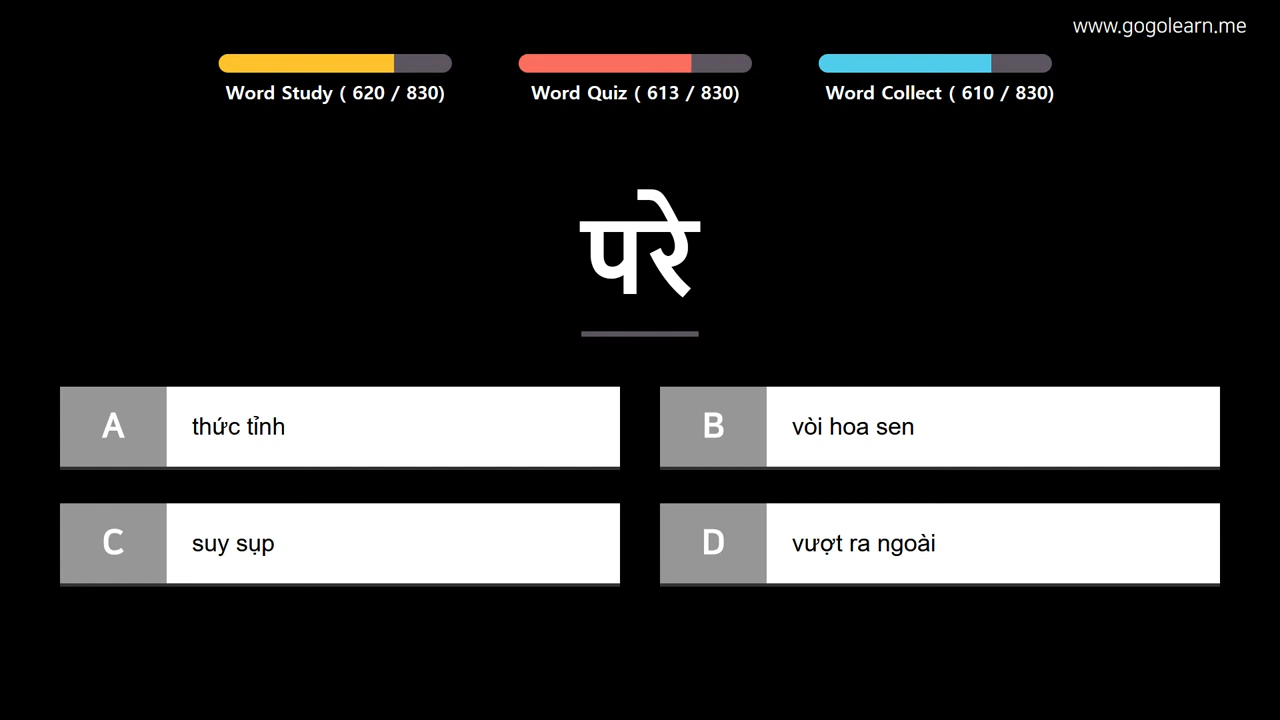 www.gogolearn.me
Word Study ( 620 / 830)
Word Quiz ( 613 / 830)
Word Collect ( 610 / 830)
परे
A thức tỉnh
B vòi hoa sen
C suy sụp
D vượt ra ngoài